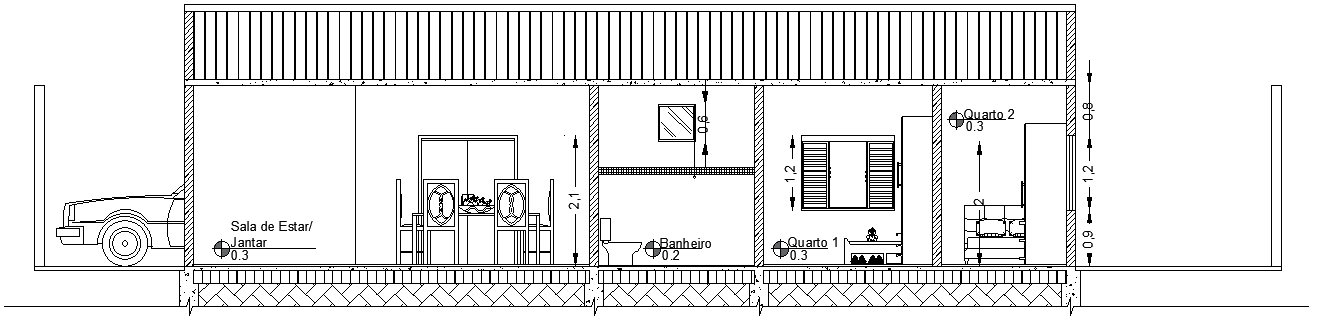 Sala de Estar/
Jantar
0.3
2,1
0,6
Banheiro
0.2
1,2
Quarto 1
0.3
Quarto 2
0.3
2
0,8
1,2
0,9